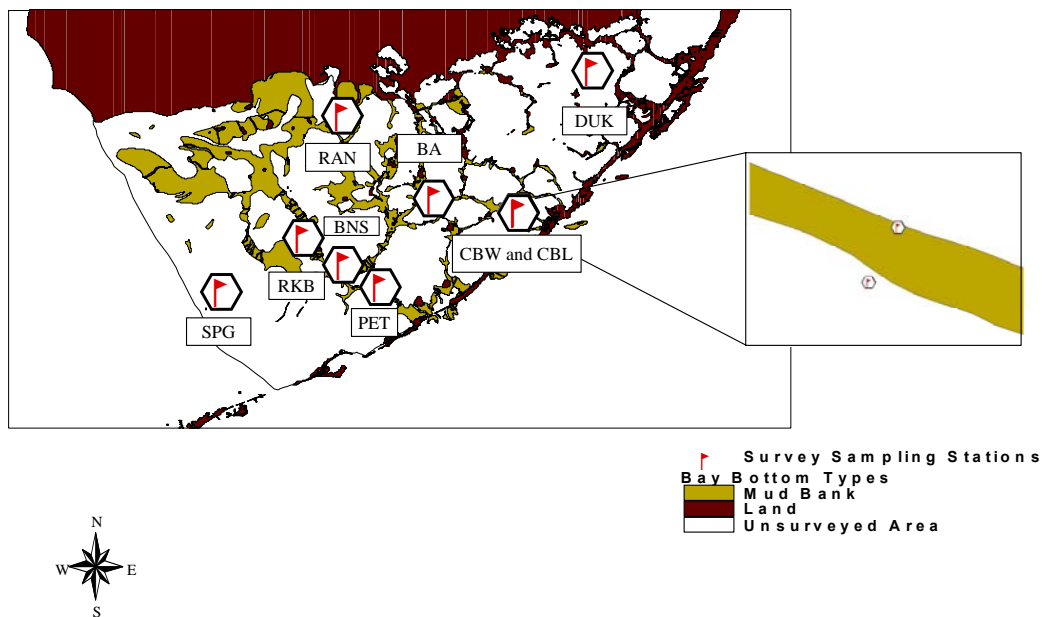 DUK
RAN
BA
BNS
CBW and CBL
RKB
PET
SPG
Survey Sampling Stations
Bay Bottom Types
Mud Bank
Land
Unsurveyed Area
N
W E
S